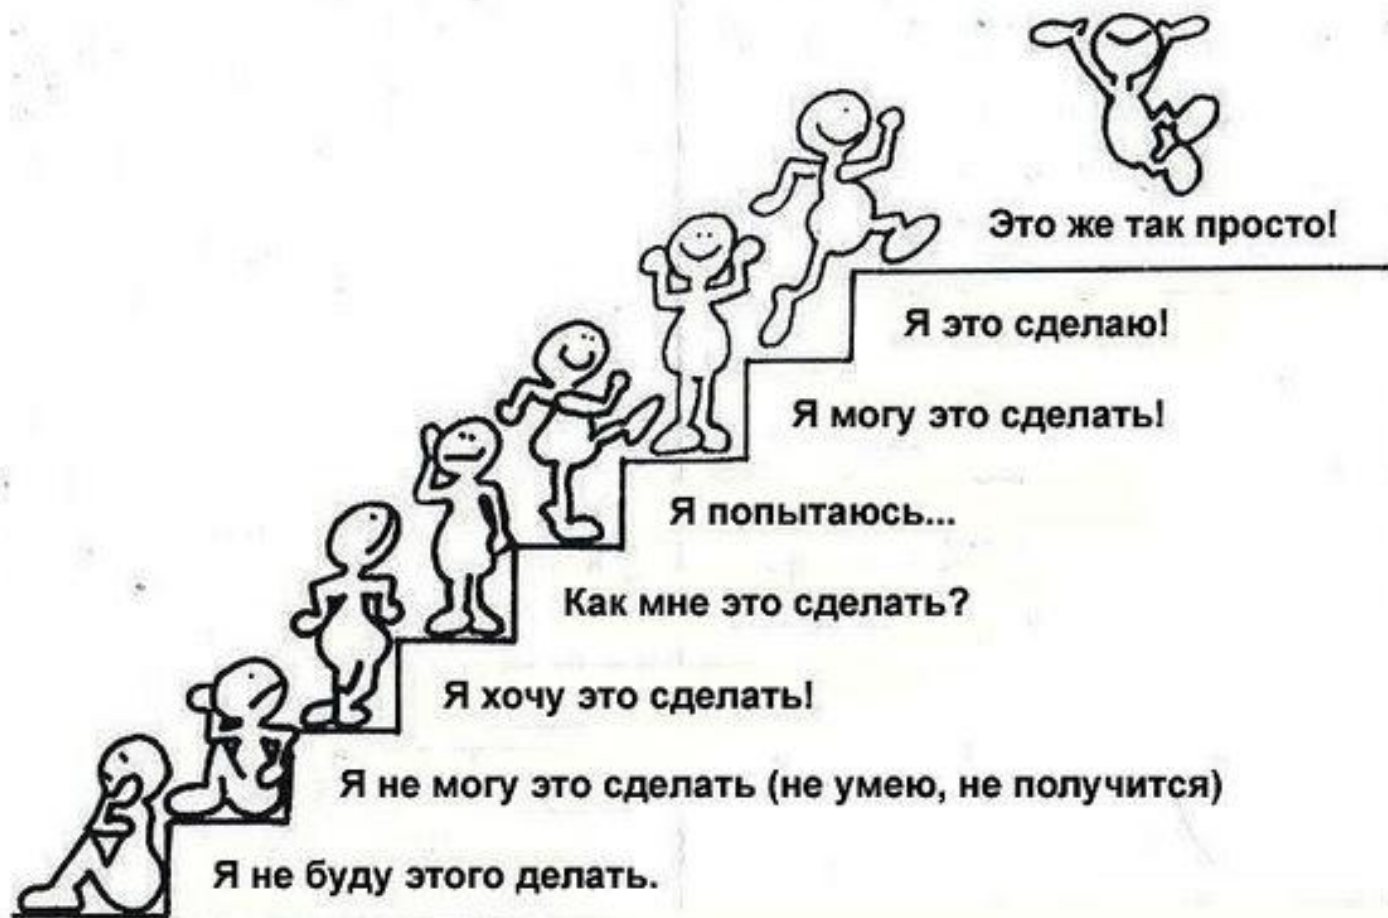 Это же так просто!
Я это сделаю!
Я могу это сделать!
Я попытаюсь...
Как мне это сделать?
Я хочу это сделать!
Я не могу это сделать (не умею, не получится)
Я не буду этого делать.